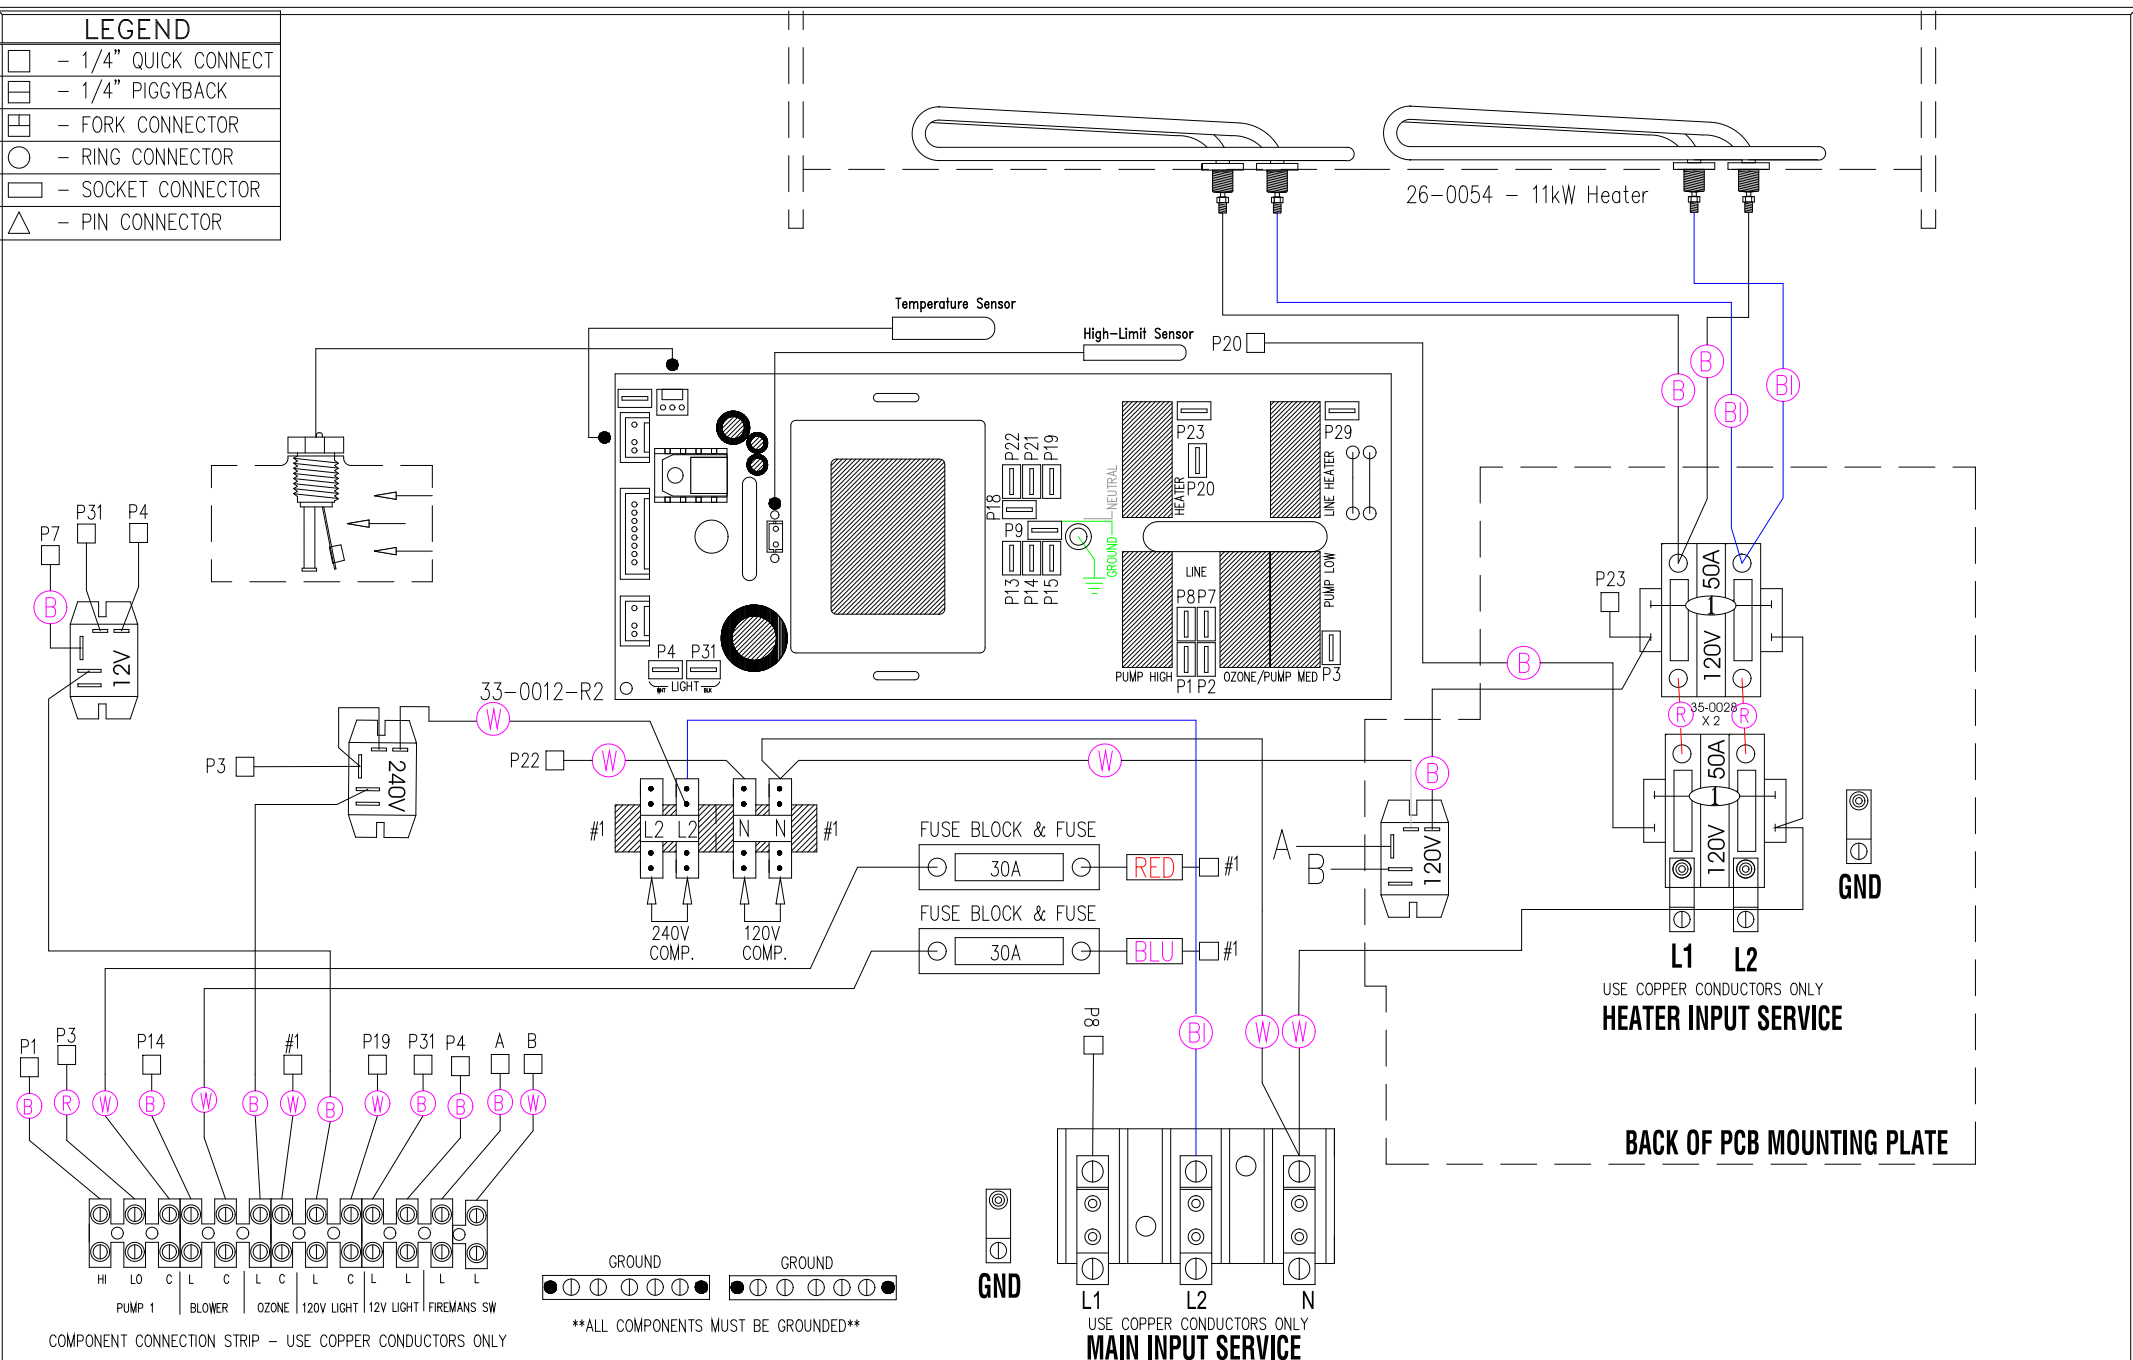 LEGEND
- 1/4" QUICK CONNECT
- 1/4" PIGGYBACK
- FORK CONNECTOR
- RING CONNECTOR
- SOCKET CONNECTOR
- PIN CONNECTOR
26-0054 - 11kW Heater
Temperature Sensor
High-Limit Sensor
P20
B
B
BI
BI
P7
P31
P4
B
12V
P22
P21
P19
P18
P9
P13
P14
P15
NEUTRAL
GROUND
P23
P20
HEATER
P29
LINE HEATER
LINE
P8
P7
PUMP LOW
PUMP HIGH
P1
P2
OZONE/PUMP MED
P3
P4
P31
WHT
LIGHT
BLK
33-0012-R2
P23
50A
1
120V
B
R
35-0028
X 2
R
50A
1
120V
P3
240V
W
P22
W
W
B
#1
L2
L2
N
N
#1
240V
COMP.
120V
COMP.
FUSE BLOCK & FUSE
30A
RED
#1
FUSE BLOCK & FUSE
30A
BLU
#1
A
B
120V
GND
L1
L2
USE COPPER CONDUCTORS ONLY
HEATER INPUT SERVICE
BACK OF PCB MOUNTING PLATE
P1
P3
P14
#1
P19
P31
P4
A
B
B
R
W
B
W
B
W
B
W
B
B
B
W
HI
LO
C
L
C
L
C
L
C
L
L
L
L
PUMP 1
BLOWER
OZONE
120V LIGHT
12V LIGHT
FIREMANS SW
COMPONENT CONNECTION STRIP - USE COPPER CONDUCTORS ONLY
GROUND
GROUND
**ALL COMPONENTS MUST BE GROUNDED**
GND
P8
BI
W
W
L1
L2
N
USE COPPER CONDUCTORS ONLY
MAIN INPUT SERVICE